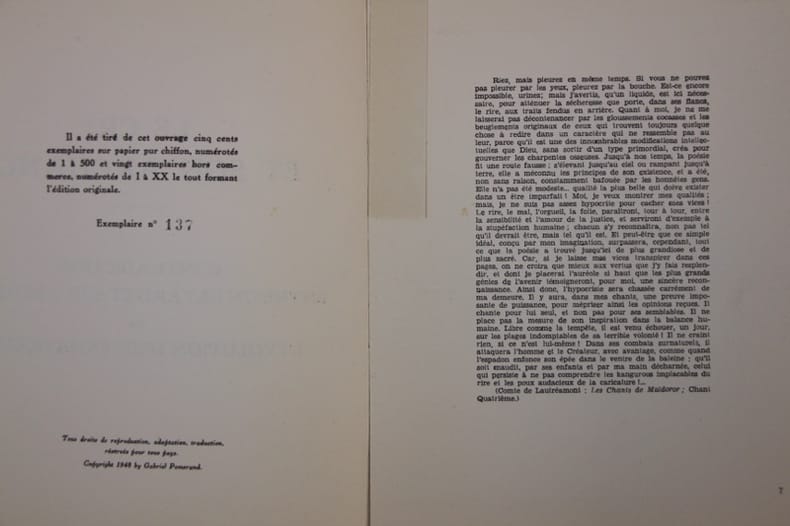 Il a été tiré de cet ouvrage cinq cents
exemplaires sur papier pur chiffon, numérotés
de 1 à 500 et vingt exemplaires hors com-
merce, numérotés de I à XX le tout formant
l'édition originale.
Exemplaire n° 137
Tous droits de reproduction, adaptation, traduction,
réservés pour tous pays.
Copyright 1948 by Gabriel Pomerand.
Riez, mais pleurez en même temps. Si vous ne pouvez
pas pleurer par les yeux, pleurez par la bouche. Est-ce encore
impossible, urinez; mais j'avertis, qu'un liquide, est ici néces-
saire, pour atténuer la sécheresse que porte, dans ses flancs,
le rire, aux traits fendus en arrière. Quant à moi, je ne me
laisserai pas décontenancer par les gloussements cocasses et les
beuglements originaux de ceux qui trouvent toujours quelque
chose à redire dans un caractère qui ne ressemble pas au
leur, parce qu'il est une des innombrables modifications intellec-
tuelles que Dieu, sans sortir d'un type primordial, créa pour
gouverner les charpentes osseuses. Jusqu'à nos temps, la poésie
fit une route fausse ; s'élevant jusqu'au ciel ou rampant jusqu'à
terre, elle a méconnu les principes de son existence, et a été,
non sans raison, constamment bafouée par les honnêtes gens.
Elle n'a pas été modeste... qualité la plus belle qui doive exister
dans un être imparfait ! Moi, je veux montrer mes qualités ;
mais, je ne suis pas assez hypocrite pour cacher mes vices !
Le rire, le mal, l'orgueil, la folie, paraîtront, tour à tour, entre
la sensibilité et l'amour de la justice, et serviront d'exemple à
la stupéfaction humaine ; chacun s'y reconnaîtra, non pas tel
qu'il devrait être, mais tel qu'il est. Et peut-être que ce simple
idéal, conçu par mon imagination, surpassera, cependant, tout
ce que la poésie a trouvé jusqu'ici de plus grandiose et de
plus sacré. Car, si je laisse mes vices transpirer dans ces
pages, on ne croira que mieux aux vertus que j'y fais resplen-
dir, et dont je placerai l'auréole si haut que les plus grands
génies de l'avenir témoigneront, pour moi, une sincère recon-
naissance. Ainsi donc, l'hypocrisie sera chassée carrément de
ma demeure. Il y aura, dans mes chants, une preuve impo-
sante de puissance, pour mépriser ainsi les opinions reçues. Il
chante pour lui seul, et non pas pour ses semblables. Il ne
place pas la mesure de son inspiration dans la balance hu-
maine. Libre comme la tempête, il est venu échouer, un jour,
sur les plages indomptables de sa terrible volonté ! Il ne craint
rien, si ce n'est lui-même ! Dans ses combats surnaturels, il
attaquera l'homme et le Créateur, avec avantage, comme quand
l'espadon enfonce son épée dans le ventre de la baleine : qu'il
soit maudit, par ses enfants et par ma main décharnée, celui
qui persiste à ne pas comprendre les kangurous implacables du
rire et les poux audacieux de la caricature !...
(Comte de Lautréamont : Les Chants de Maldoror ; Chant
Quatrième.)
7